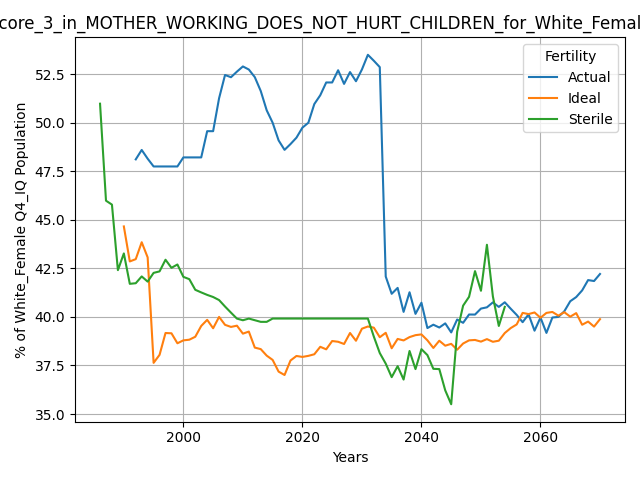 core_3_in_MOTHER_WORKING_DOES_NOT_HURT_CHILDREN_for_White_Femal
Fertility
Actual
Ideal
Sterile
% of White_Female Q4_IQ Population
52.5
50.0
47.5
45.0
42.5
40.0
37.5
35.0
2000
2020
2040
2060
Years